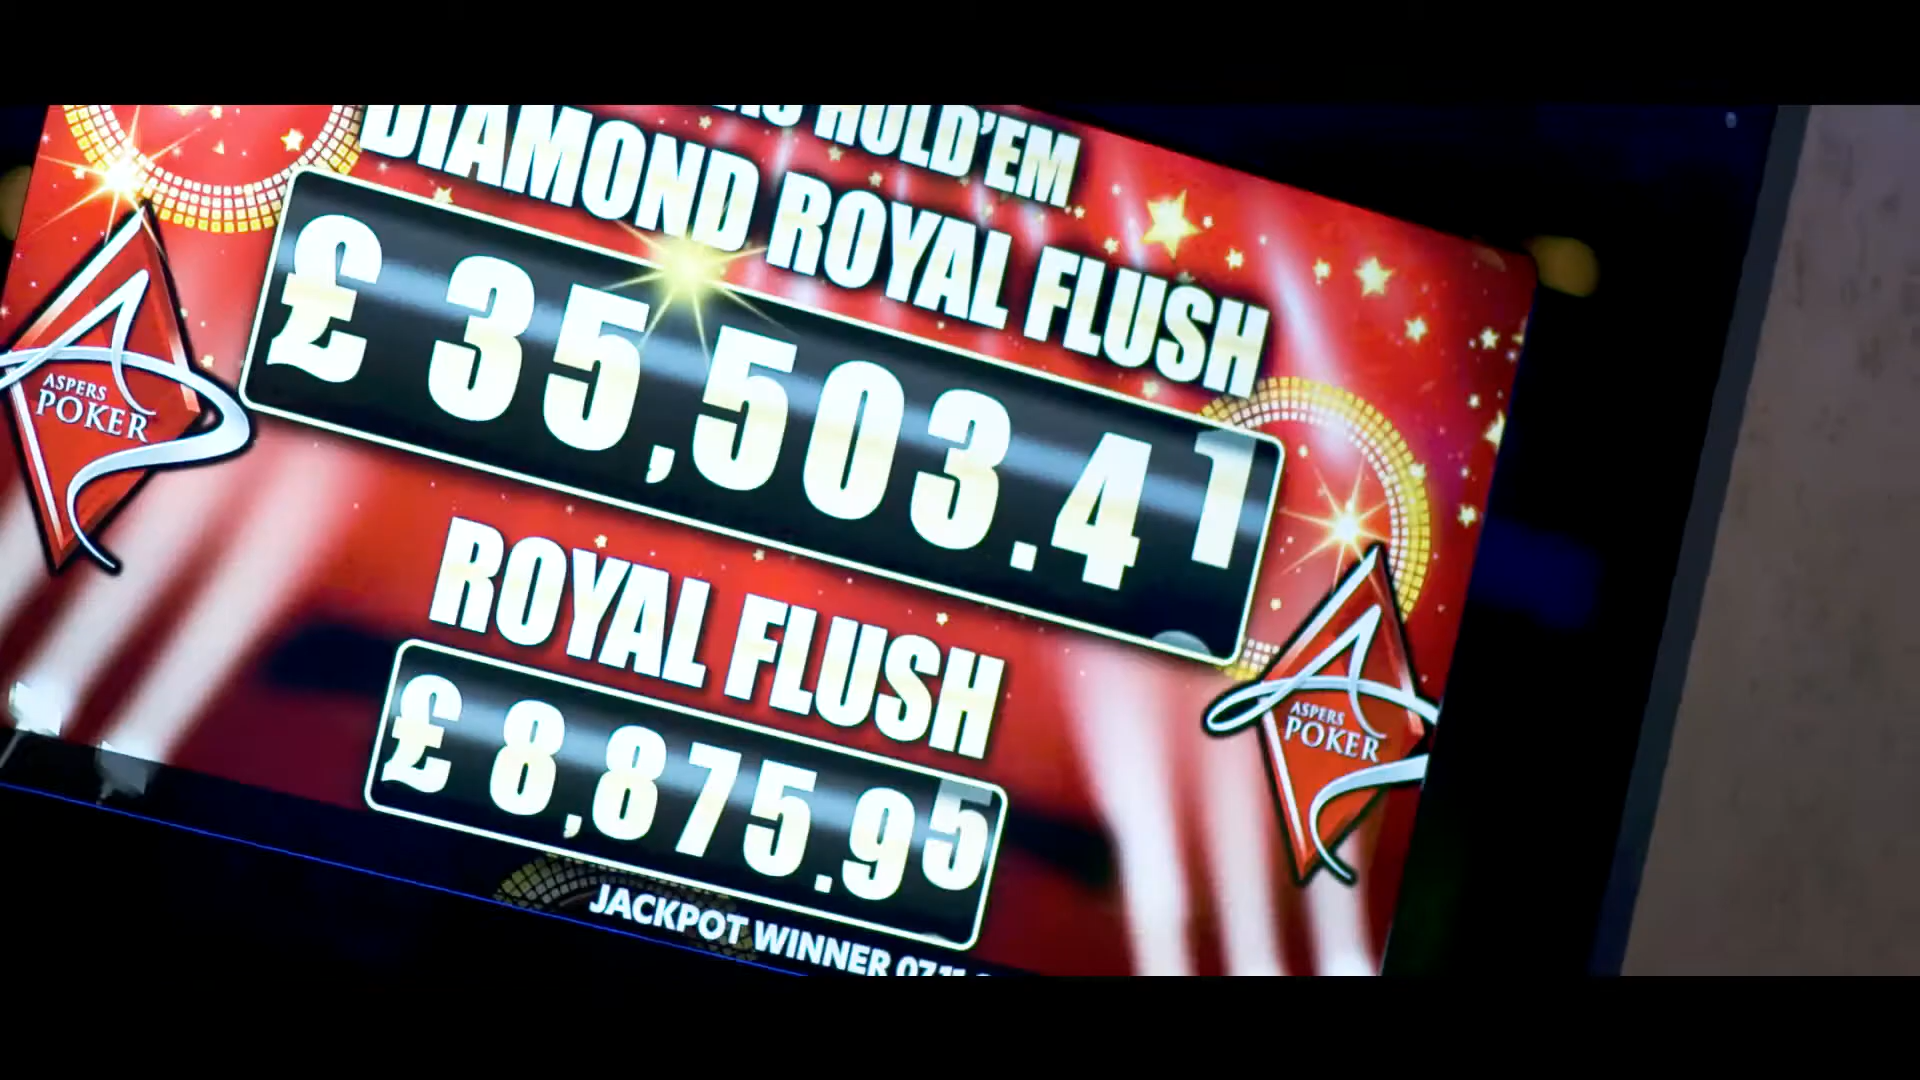 HOLD'EM
DIAMOND ROYAL FLUSH
£35,503.41
ASPERS
POKER
ROYAL FLUSH
£8,875.95
ASPERS
POKER
JACKPOT WINNER